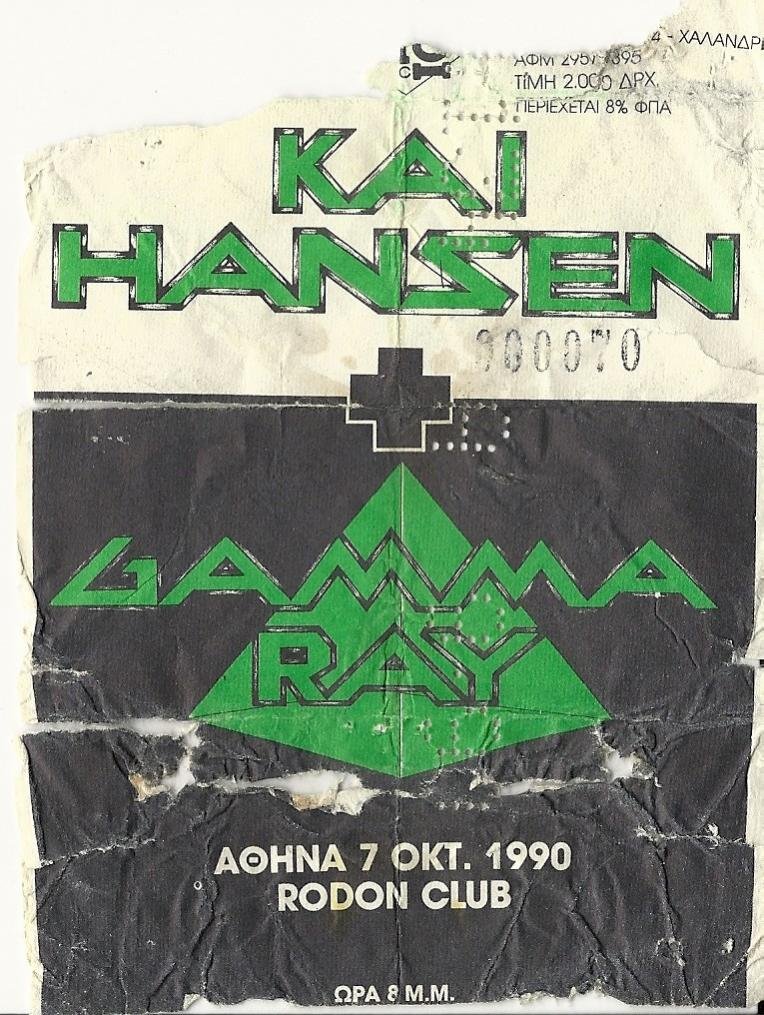 4 - ΧΑΛΑΝΔΡΙ
ΑΦΜ
ΤΙΜΗ 2.000 ΔΡΧ.
ΠΕΡΙΕΧΕΤΑΙ 8% ΦΠΑ
KAI
HANSEN
000070
GAMMA
RAY
ΑΘΗΝΑ 7 ΟΚΤ. 1990
RODON CLUB
ΩΡΑ 8 Μ.Μ.